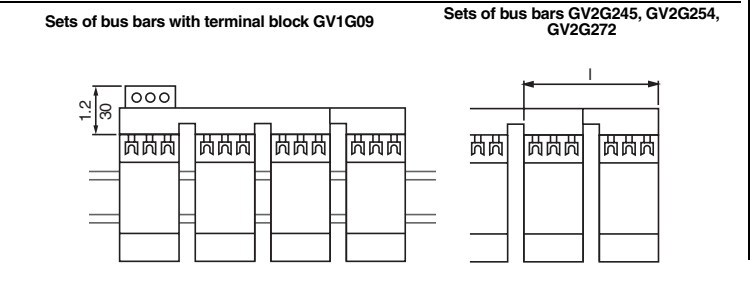 Sets of bus bars with terminal block GV1G09
Sets of bus bars GV2G245, GV2G254,
GV2G272
1.2
30
l